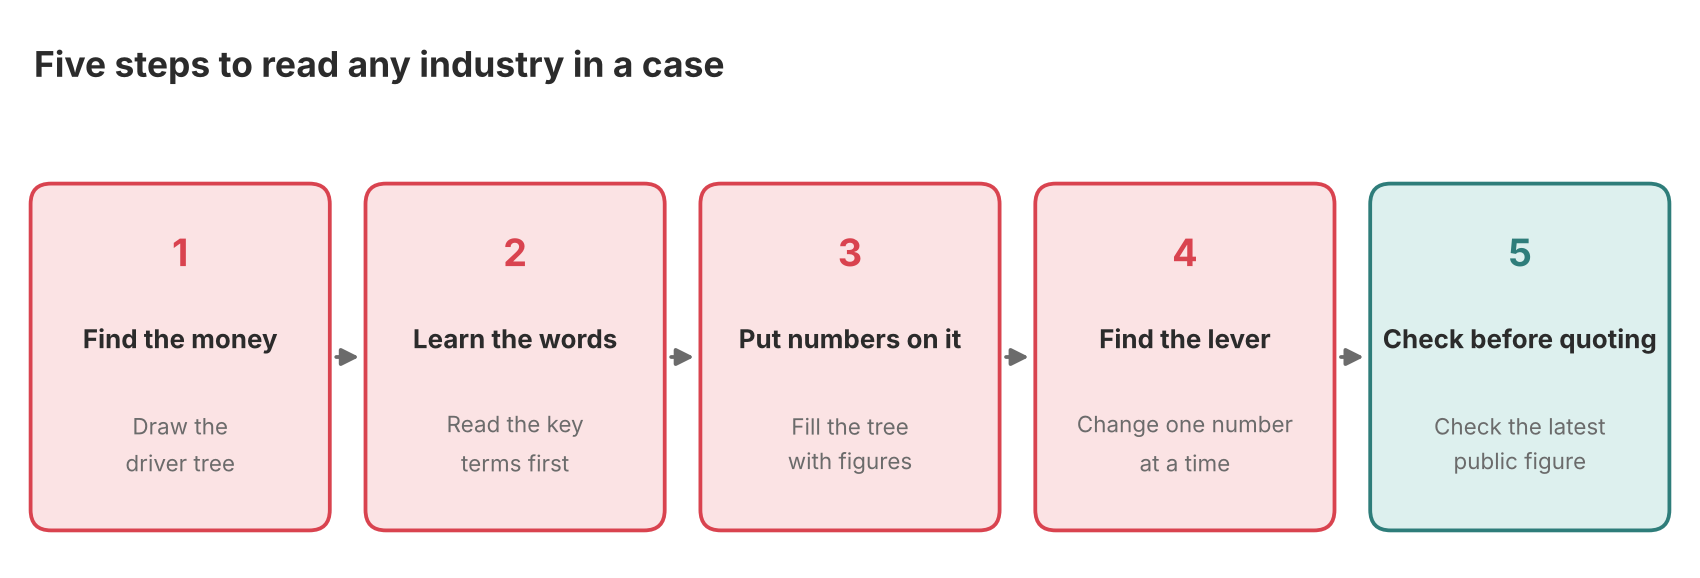 Five steps to read any industry in a case
1
Find the money
Draw the
driver tree
2
Learn the words
Read the key
terms first
3
Put numbers on it
Fill the tree
with figures
4
Find the lever
Change one number
at a time
5
Check before quoting
Check the latest
public figure